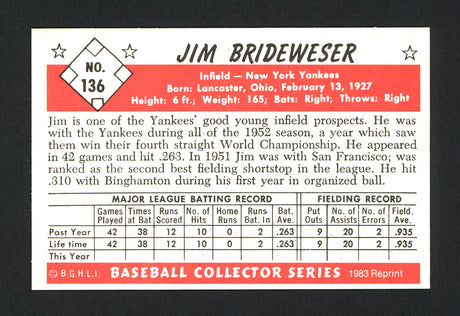 JIM BRIDEWESER
NO.
136
Infield — New York Yankees
Born: Lancaster, Ohio, February 13, 1927
Height: 6 ft.; Weight: 165; Bats: Right; Throws: Right
Jim is one of the Yankees' good young infield prospects. He was
with the Yankees during all of the 1952 season, a year which saw
them win their fourth straight World Championship. He appeared
in 42 games and hit .263. In 1951 Jim was with San Francisco; was
ranked as the second best fielding shortstop in the league. He hit
.310 with Binghamton during his first year in organized ball.
MAJOR LEAGUE BATTING RECORD FIELDING RECORD
Games Times Runs No. of Home Runs Bat. Put No. of No. of Field.
Played at Bat Scored Hits Runs Bat. In Ave. Outs Assists Errors Ave.
Past Year 42 38 12 10 0 2 .263 9 20 2 .935
Life time 42 38 12 10 0 2 .263 9 20 2 .935
This Year
© B.G.H.L.I. BASEBALL COLLECTOR SERIES 1983 Reprint